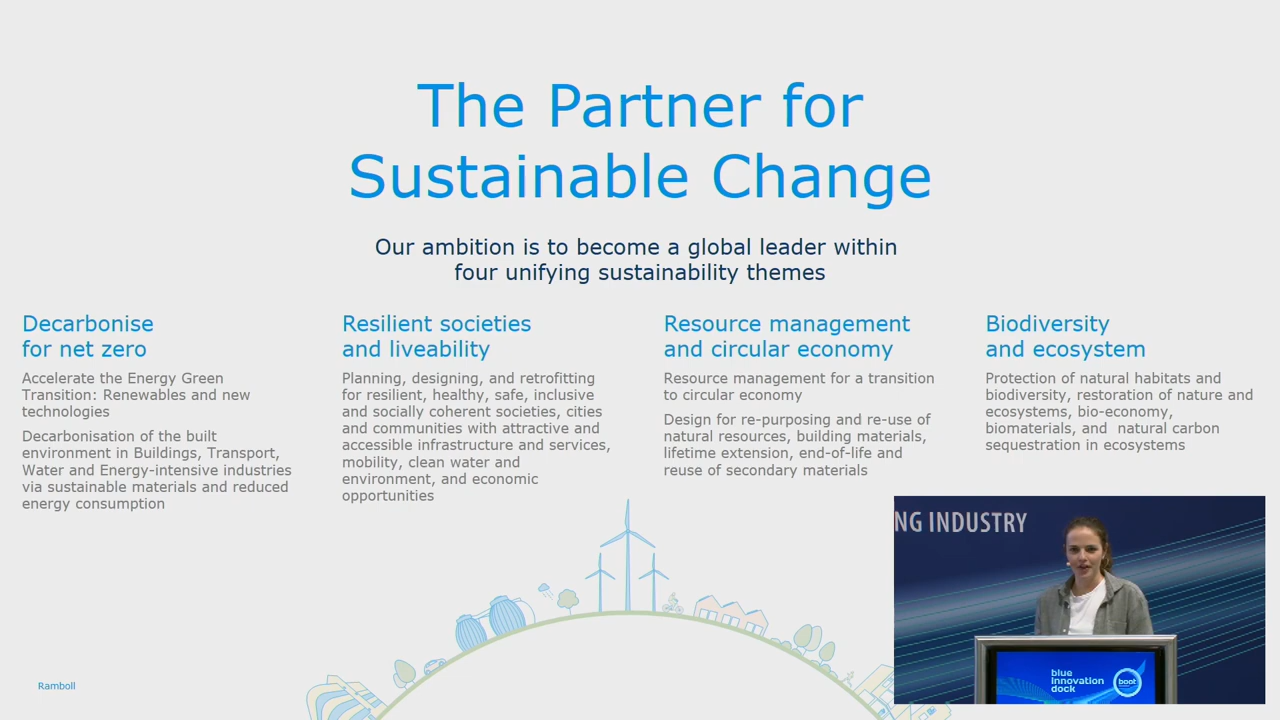 The Partner for
Sustainable Change
Our ambition is to become a global leader within
four unifying sustainability themes
Decarbonise
for net zero
Accelerate the Energy Green
Transition: Renewables and new
technologies
Decarbonisation of the built
environment in Buildings, Transport,
Water and Energy-intensive industries
via sustainable materials and reduced
energy consumption
Resilient societies
and liveability
Planning, designing, and retrofitting
for resilient, healthy, safe, inclusive
and socially coherent societies, cities
and communities with attractive and
accessible infrastructure and services,
mobility, clean water and
environment, and economic
opportunities
Resource management
and circular economy
Resource management for a transition
to circular economy
Design for re-purposing and re-use of
natural resources, building materials,
lifetime extension, end-of-life and
reuse of secondary materials
Biodiversity
and ecosystem
Protection of natural habitats and
biodiversity, restoration of nature and
ecosystems, bio-economy,
biomaterials, and  natural carbon
sequestration in ecosystems
NG INDUSTRY
blue
innovation
dock
boot
Ramboll